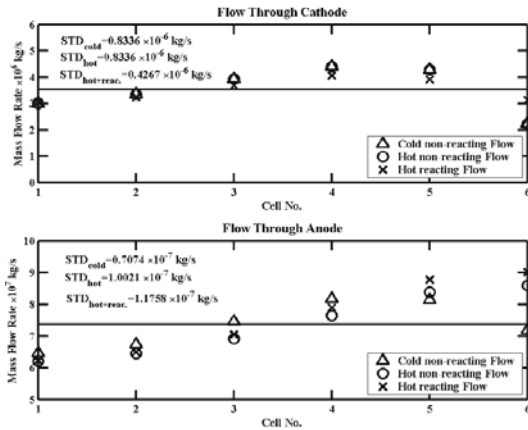 Flow Through Cathode
STD_cold=0.8336 ×10^-6 kg/s
STD_hot=0.8336 ×10^-6 kg/s
STD_hot+reac.=0.4267 ×10^-6 kg/s
Mass Flow Rate ×10^6 kg/s
6
5
4
3
2
1
0
Cold non-reacting Flow
Hot non-reacting Flow
Hot reacting Flow
1 2 3 4 5 6
Cell No.
Flow Through Anode
STD_cold=0.7074 ×10^-7 kg/s
STD_hot=1.0021 ×10^-7 kg/s
STD_hot+reac.=1.1758 ×10^-7 kg/s
Mass Flow Rate ×10^7 kg/s
10
9
8
7
6
5
Cold non-reacting Flow
Hot non-reacting Flow
Hot reacting Flow
1 2 3 4 5 6
Cell No.